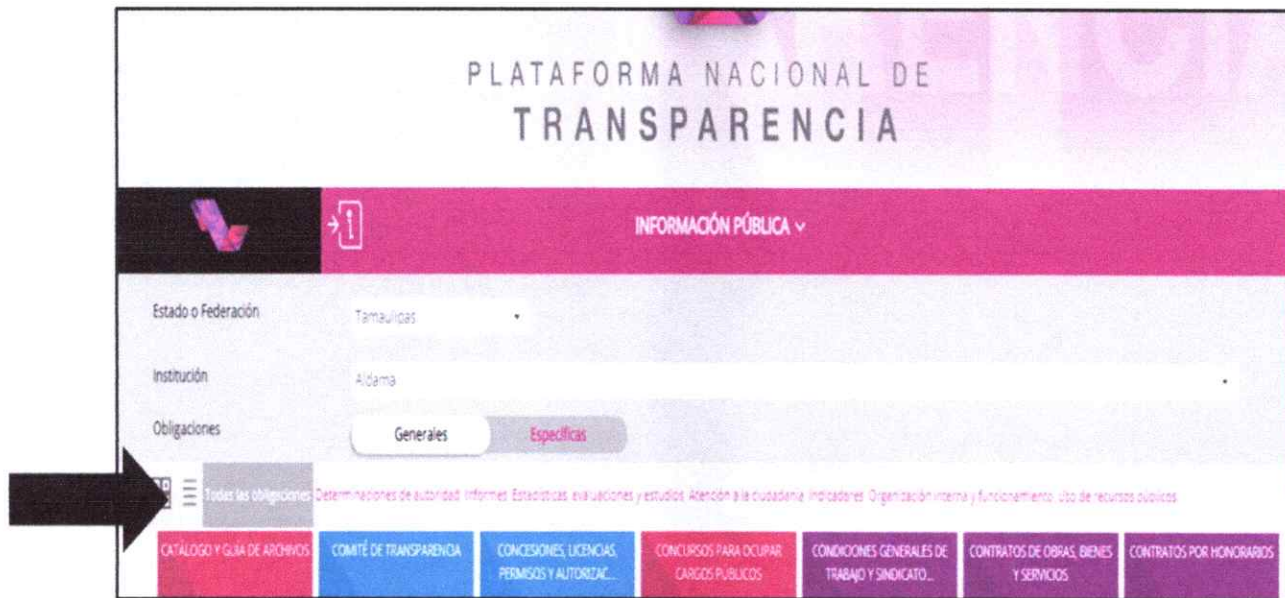 PLATAFORMA NACIONAL DE
TRANSPARENCIA
INFORMACIÓN PÚBLICA
Estado o Federación
Tamaulipas
Institución
Aldama
Obligaciones
Generales
Específicas
Todas las obligaciones Determinaciones de autoridad Informes Estadísticas, evaluaciones y estudios Atención a la ciudadanía Indicadores Organización interna y funcionamiento Uso de recursos públicos
CATÁLOGO Y GUIA DE ARCHIVOS
COMITÉ DE TRANSPARENCIA
CONCESIONES, LICENCIAS,
PERMISOS Y AUTORIZAC...
CONCURSOS PARA OCUPAR
CARGOS PÚBLICOS
CONDICIONES GENERALES DE
TRABAJO Y SINDICATO...
CONTRATOS DE OBRAS, BIENES
Y SERVICIOS
CONTRATOS POR HONORARIOS